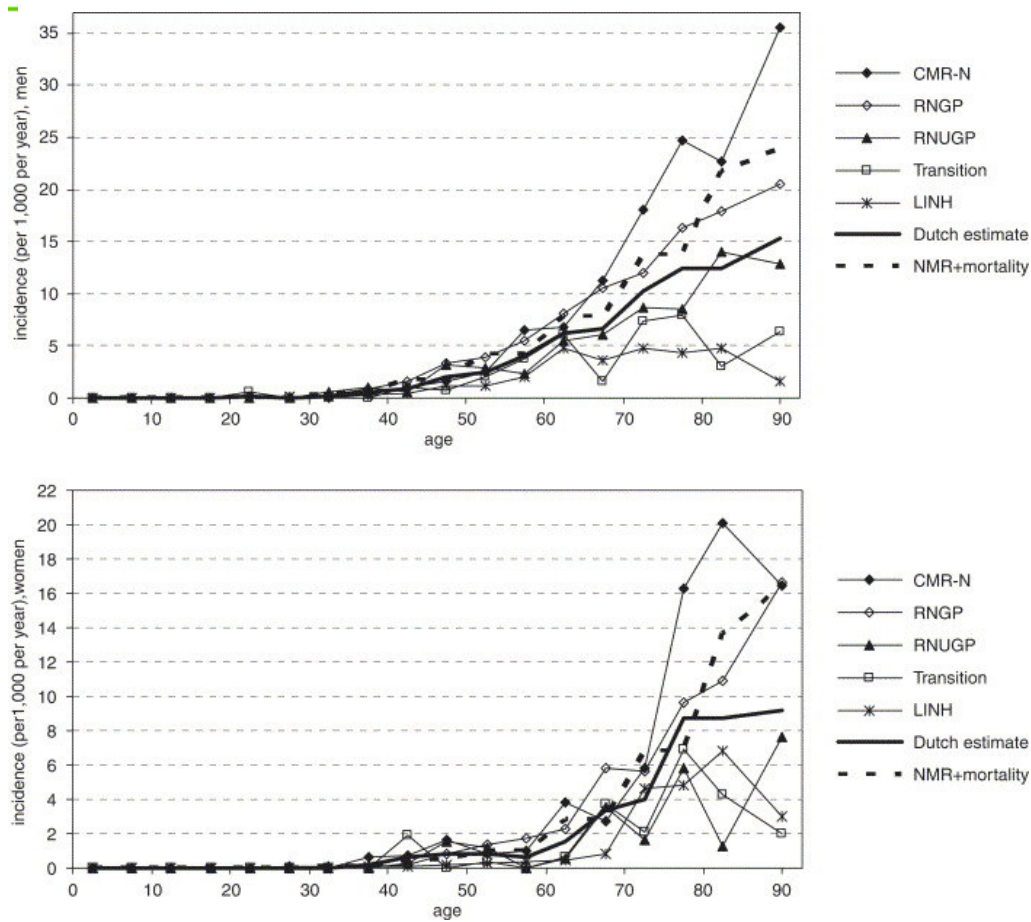 35
30
25
20
15
10
5
0
incidence (per 1,000 per year), men
0 10 20 30 40 50 60 70 80 90
age
CMR-N
RNGP
RNUGP
Transition
LINH
Dutch estimate
NMR+mortality
22
20
18
16
14
12
10
8
6
4
2
0
incidence (per1,000 per year),women
0 10 20 30 40 50 60 70 80 90
age
CMR-N
RNGP
RNUGP
Transition
LINH
Dutch estimate
NMR+mortality